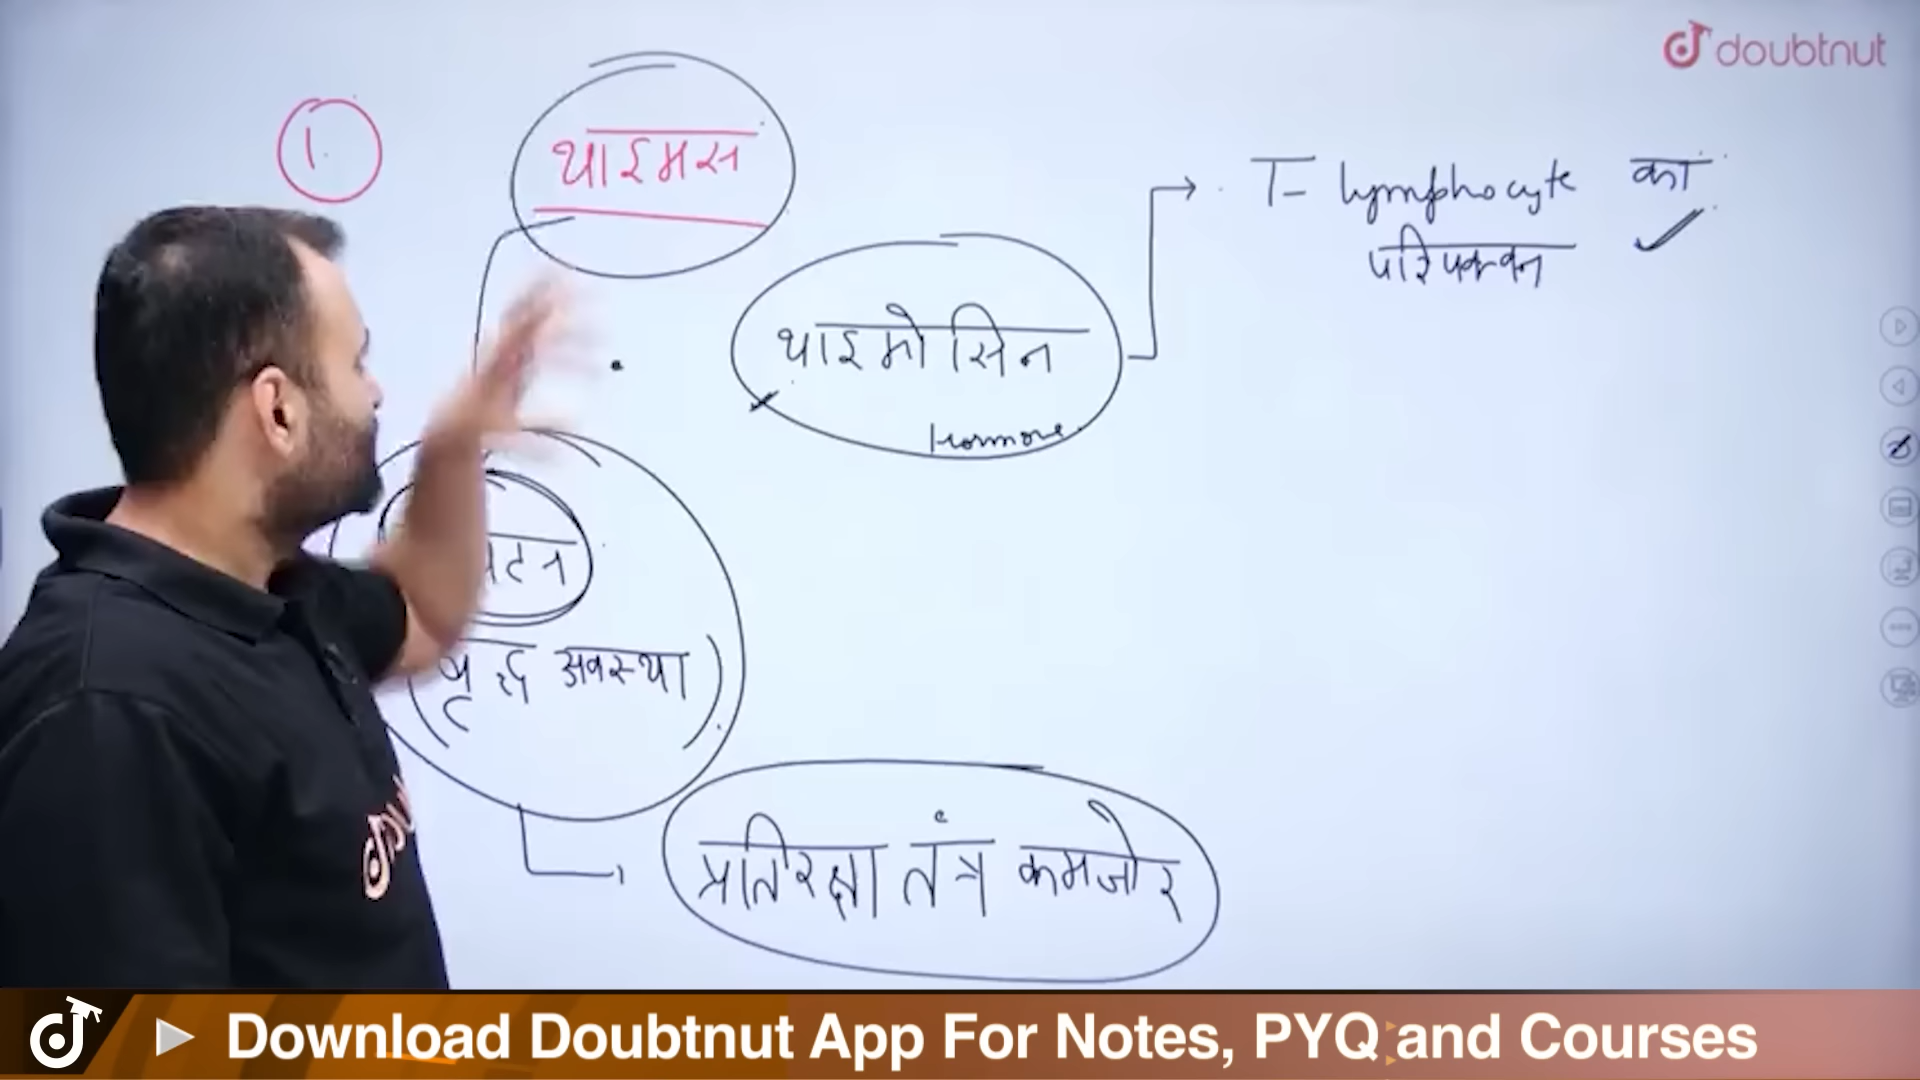 doubtnut
1.
थाइमस
T- lymphocyte का
परिपक्वन
थाइमोसिन
Hormone
वृद्ध अवस्था
प्रतिरक्षा तंत्र कमजोर
Download Doubtnut App For Notes, PYQ and Courses